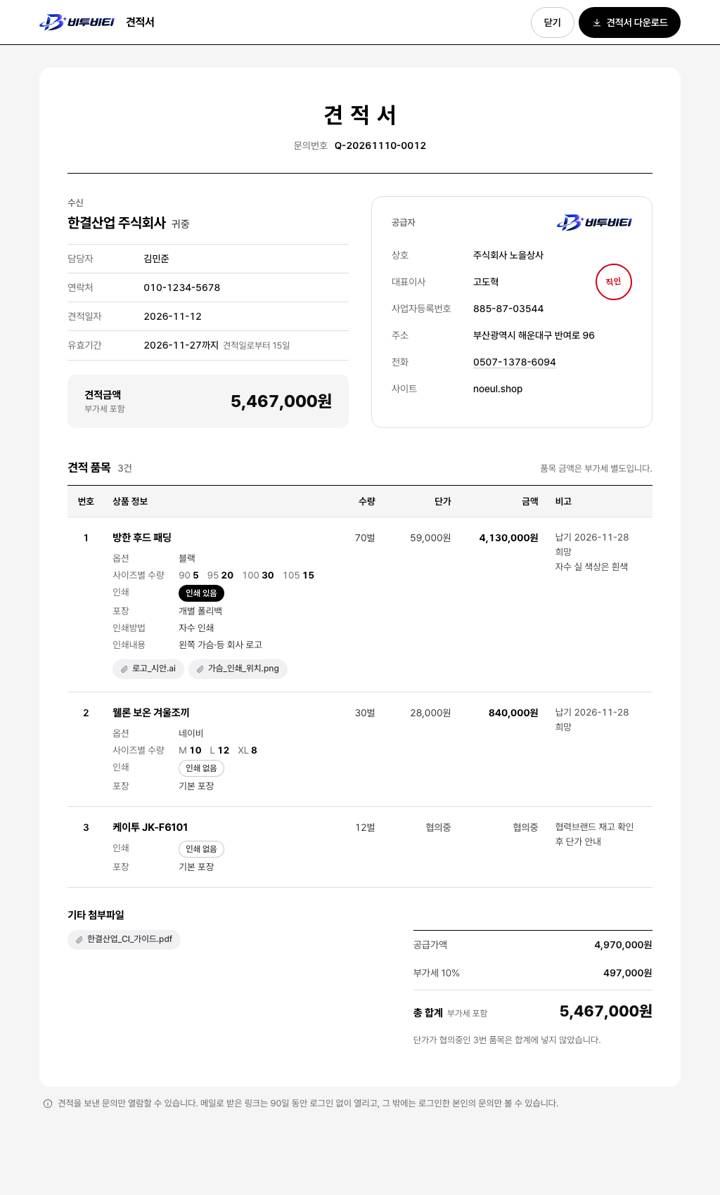 비투비티 견적서
닫기
견적서 다운로드
견적서
문의번호 Q-20261110-0012
수신
한결산업 주식회사 귀중
담당자 김민준
연락처 010-1234-5678
견적일자 2026-11-12
유효기간 2026-11-27까지 견적일로부터 15일
견적금액
부가세 포함
5,467,000원
공급자 비투비티
상호 주식회사 노을상사
대표이사 고도혁
직인
사업자등록번호 885-87-03544
주소 부산광역시 해운대구 반여로 96
전화 0507-1378-6094
사이트 noeul.shop
견적 품목 3건
품목 금액은 부가세 별도입니다.
번호 상품 정보 수량 단가 금액 비고
1 방한 후드 패딩 70벌 59,000원 4,130,000원 납기 2026-11-28
희망
자수 실 색상은 흰색
옵션 블랙
사이즈별 수량 90 5 95 20 100 30 105 15
인쇄 인쇄 있음
포장 개별 폴리백
인쇄방법 자수 인쇄
인쇄내용 왼쪽 가슴·등 회사 로고
로고_시안.ai 가슴_인쇄_위치.png
2 웰론 보온 겨울조끼 30벌 28,000원 840,000원 납기 2026-11-28
희망
옵션 네이비
사이즈별 수량 M 10 L 12 XL 8
인쇄 인쇄 없음
포장 기본 포장
3 케이투 JK-F6101 12벌 협의중 협의중 협력브랜드 재고 확인
후 단가 안내
인쇄 인쇄 없음
포장 기본 포장
기타 첨부파일
한결산업_CI_가이드.pdf
공급가액 4,970,000원
부가세 10% 497,000원
총 합계 부가세 포함 5,467,000원
단가가 협의중인 3번 품목은 합계에 넣지 않았습니다.
견적을 보낸 문의만 열람할 수 있습니다. 메일로 받은 링크는 90일 동안 로그인 없이 열리고, 그 밖에는 로그인한 본인의 문의만 볼 수 있습니다.